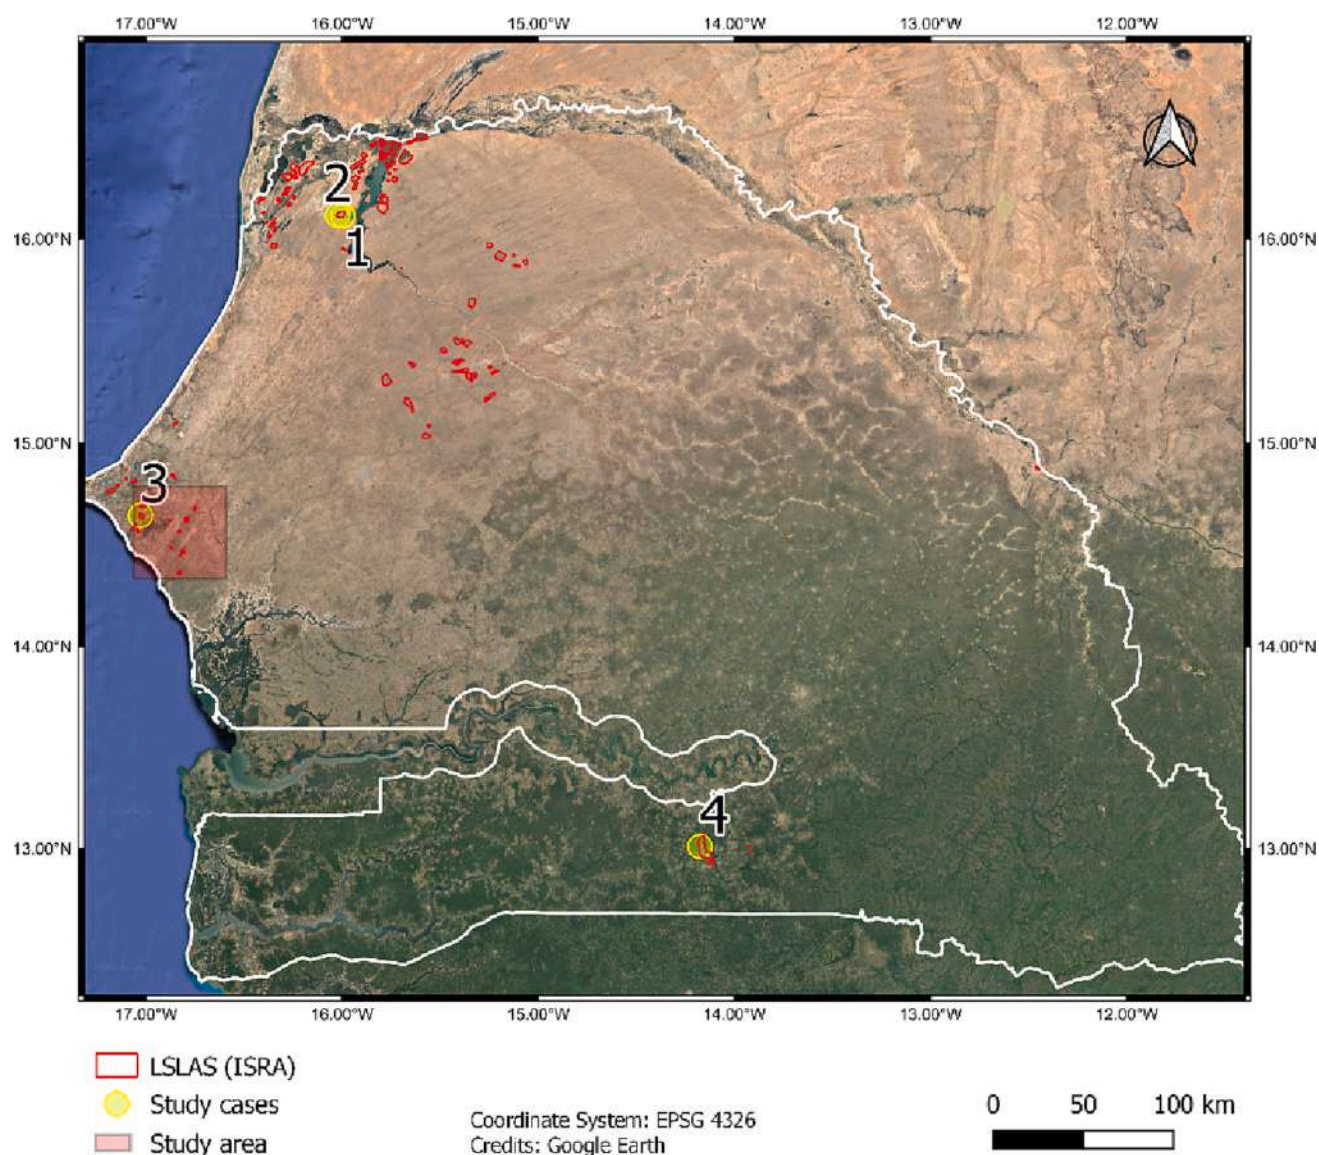 17.00°W 16.00°W 15.00°W 14.00°W 13.00°W 12.00°W
2
16.00°N 1 16.00°N
15.00°N 15.00°N
3
14.00°N 14.00°N
4
13.00°N 13.00°N
17.00°W 16.00°W 15.00°W 14.00°W 13.00°W 12.00°W
LSLAS (ISRA)
Study cases
Study area
Coordinate System: EPSG 4326
Credits: Google Earth
0 50 100 km